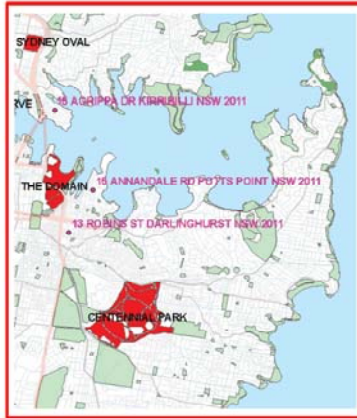 SYDNEY OVAL
RVE
15 AGRIPPA DR KIRRIBILLI NSW 2011
THE DOMAIN
15 ANNANDALE RD POTTS POINT NSW 2011
13 ROBINS ST DARLINGHURST NSW 2011
CENTENNIAL PARK